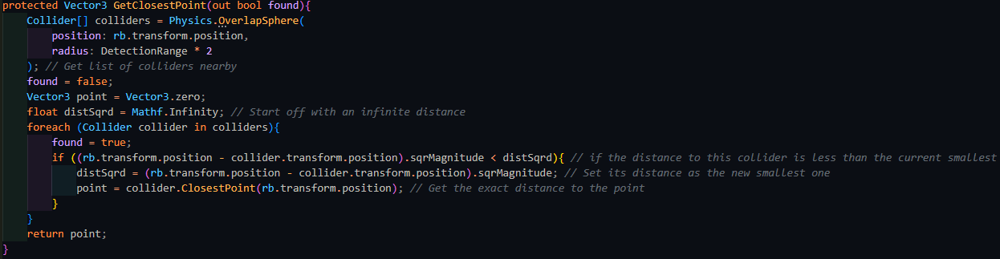 protected Vector3 GetClosestPoint(out bool found){
    Collider[] colliders = Physics.OverlapSphere(
        position: rb.transform.position,
        radius: DetectionRange * 2
    ); // Get list of colliders nearby
    found = false;
    Vector3 point = Vector3.zero;
    float distSqrd = Mathf.Infinity; // Start off with an infinite distance
    foreach (Collider collider in colliders){
        found = true;
        if ((rb.transform.position - collider.transform.position).sqrMagnitude < distSqrd){ // if the distance to this collider is less than the current smallest
            distSqrd = (rb.transform.position - collider.transform.position).sqrMagnitude; // Set its distance as the new smallest one
            point = collider.ClosestPoint(rb.transform.position); // Get the exact distance to the point
        }
    }
    return point;
}